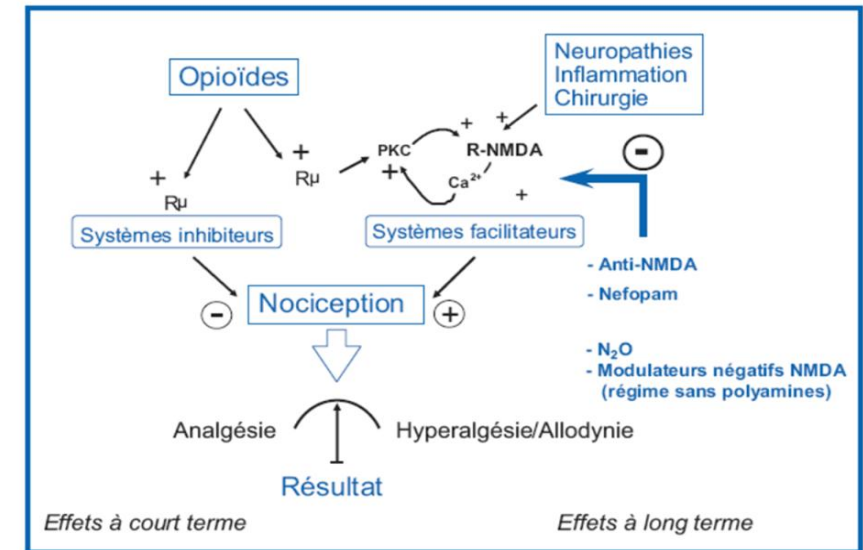 Opioïdes
Neuropathies
Inflammation
Chirurgie
+
+
+
PKC
R-NMDA
-
+
Rµ
+
Rµ
+
Ca²⁺
+
Systèmes inhibiteurs
Systèmes facilitateurs
- Anti-NMDA
- Nefopam
-
Nociception
+
- N₂O
- Modulateurs négatifs NMDA
(régime sans polyamines)
Analgésie
Hyperalgésie/Allodynie
Résultat
Effets à court terme
Effets à long terme